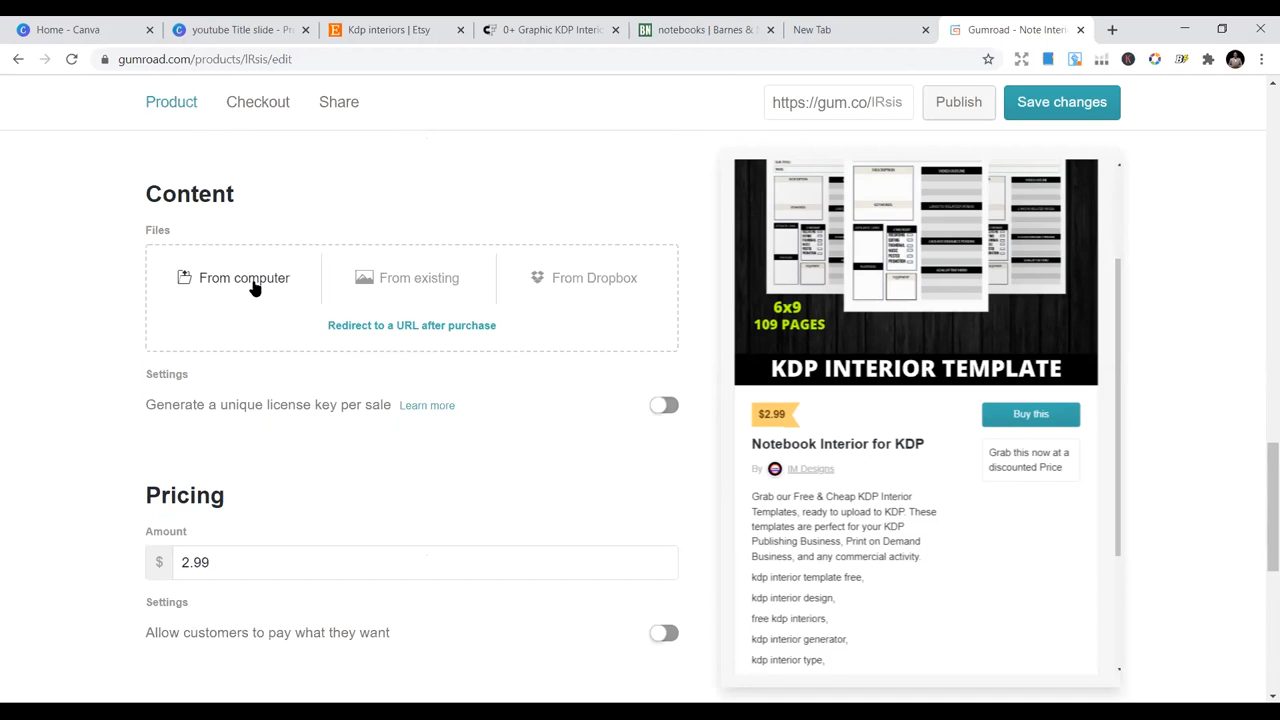 Home - Canva
youtube Title slide - Pro
Kdp interiors | Etsy
0+ Graphic KDP Interio
notebooks | Barnes &
New Tab
Gumroad - Note Interi
gumroad.com/products/lRsis/edit
Product
Checkout
Share
https://gum.co/lRsis
Publish
Save changes
Content
Files
From computer
From existing
From Dropbox
Redirect to a URL after purchase
Settings
Generate a unique license key per sale Learn more
Pricing
Amount
$ 2.99
Settings
Allow customers to pay what they want
6x9
109 PAGES
KDP INTERIOR TEMPLATE
$2.99
Buy this
Notebook Interior for KDP
Grab this now at a
discounted Price
By IM Designs
Grab our Free & Cheap KDP Interior
Templates, ready to upload to KDP. These
templates are perfect for your KDP
Publishing Business, Print on Demand
Business, and any commercial activity.
kdp interior template free,
kdp interior design,
free kdp interiors,
kdp interior generator,
kdp interior type,